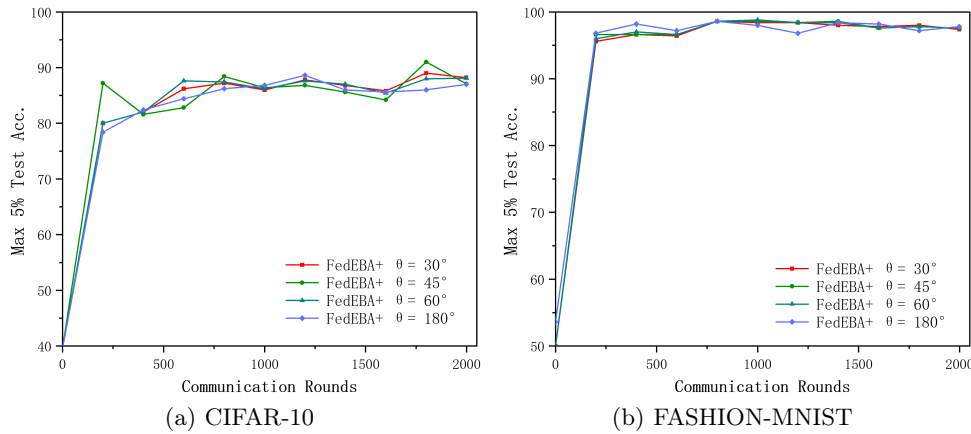 100
90
80
70
60
50
40
0
500
1000
1500
2000
Max 5% Test Acc.
Communication Rounds
FedEBA+ θ = 30°
FedEBA+ θ = 45°
FedEBA+ θ = 60°
FedEBA+ θ = 180°
(a) CIFAR-10
100
90
80
70
60
50
0
500
1000
1500
2000
Max 5% Test Acc.
Communication Rounds
FedEBA+ θ = 30°
FedEBA+ θ = 45°
FedEBA+ θ = 60°
FedEBA+ θ = 180°
(b) FASHION-MNIST